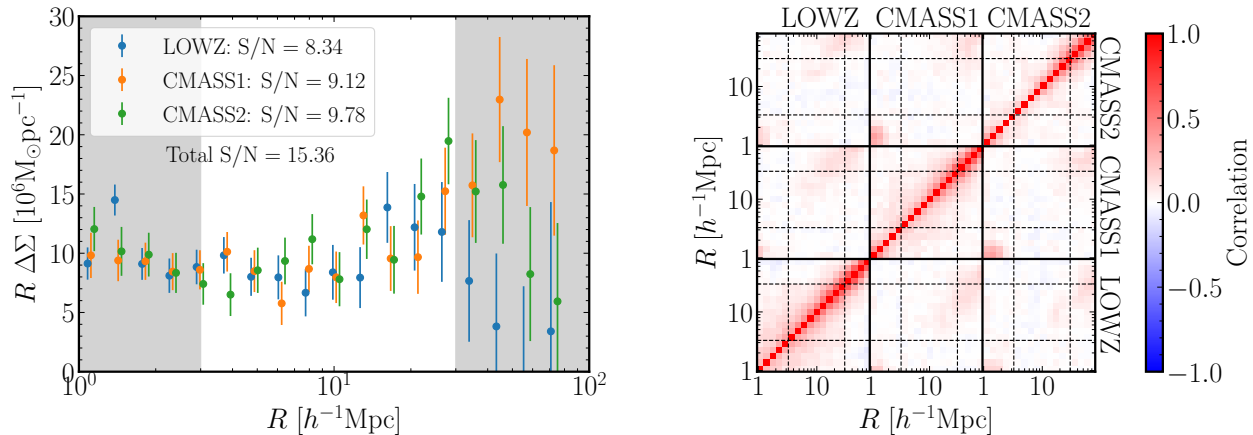 30
25
20
15
10
5
0
R ΔΣ [10⁶M⊙pc⁻¹]
LOWZ: S/N = 8.34
CMASS1: S/N = 9.12
CMASS2: S/N = 9.78
Total S/N = 15.36
10⁰ 10¹ 10²
R [h⁻¹Mpc]
LOWZ CMASS1 CMASS2
10
1
10
1
10
1
R [h⁻¹Mpc]
1 10 1 10 1 10
R [h⁻¹Mpc]
CMASS2
CMASS1
LOWZ
1.0
0.5
0.0
−0.5
−1.0
Correlation